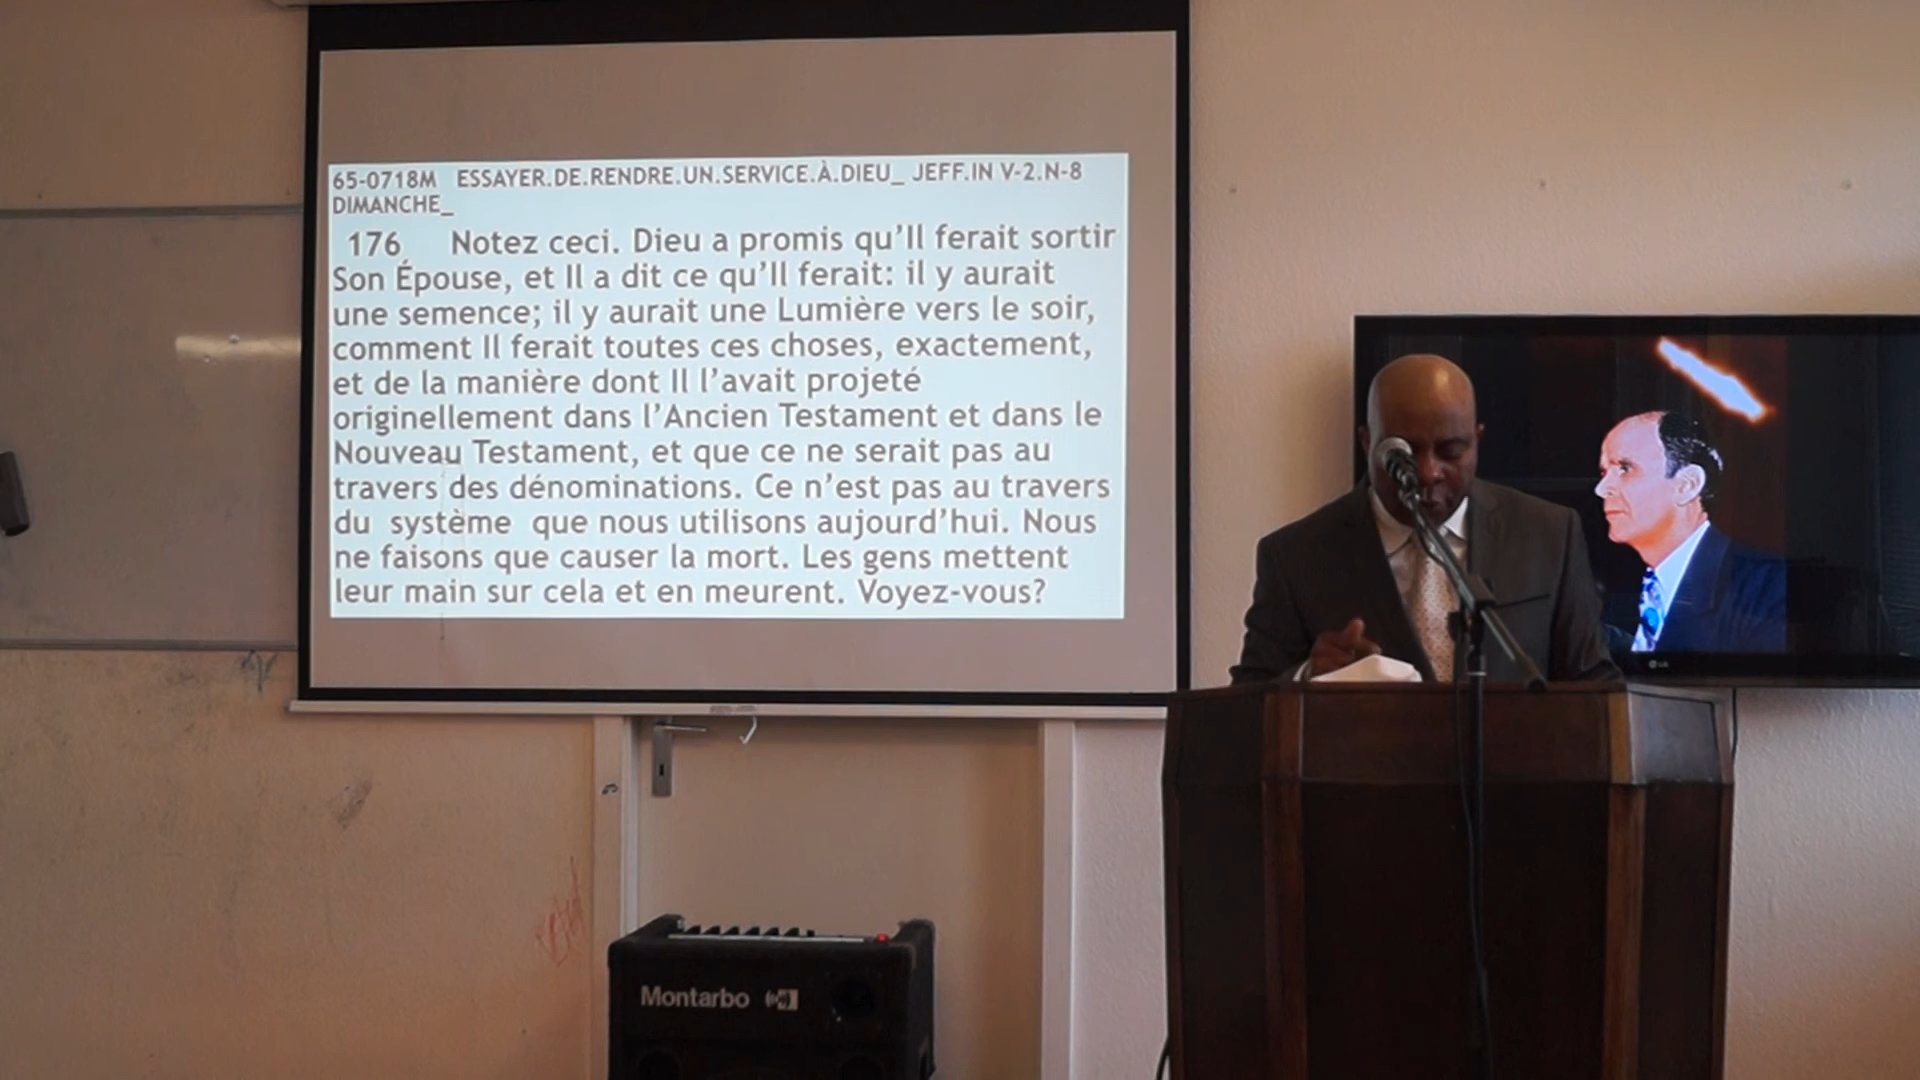 65-0718M ESSAYER.DE.RENDRE.UN.SERVICE.À.DIEU_ JEFF.IN V-2.N-8
DIMANCHE_
176 Notez ceci. Dieu a promis qu’Il ferait sortir
Son Épouse, et Il a dit ce qu’Il ferait: il y aurait
une semence; il y aurait une Lumière vers le soir,
comment Il ferait toutes ces choses, exactement,
et de la manière dont Il l’avait projeté
originellement dans l’Ancien Testament et dans le
Nouveau Testament, et que ce ne serait pas au
travers des dénominations. Ce n’est pas au travers
du système que nous utilisons aujourd’hui. Nous
ne faisons que causer la mort. Les gens mettent
leur main sur cela et en meurent. Voyez-vous?
LG
Montarbo